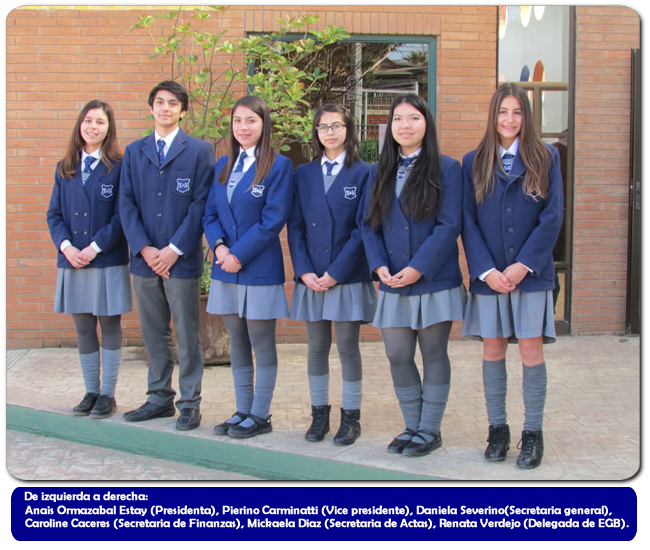 De izquierda a derecha:
Anais Ormazabal Estay (Presidenta), Pierino Carminatti (Vice presidente), Daniela Severino(Secretaria general),
Caroline Caceres (Secretaria de Finanzas), Mickaela Diaz (Secretaria de Actas), Renata Verdejo (Delegada de EGB).